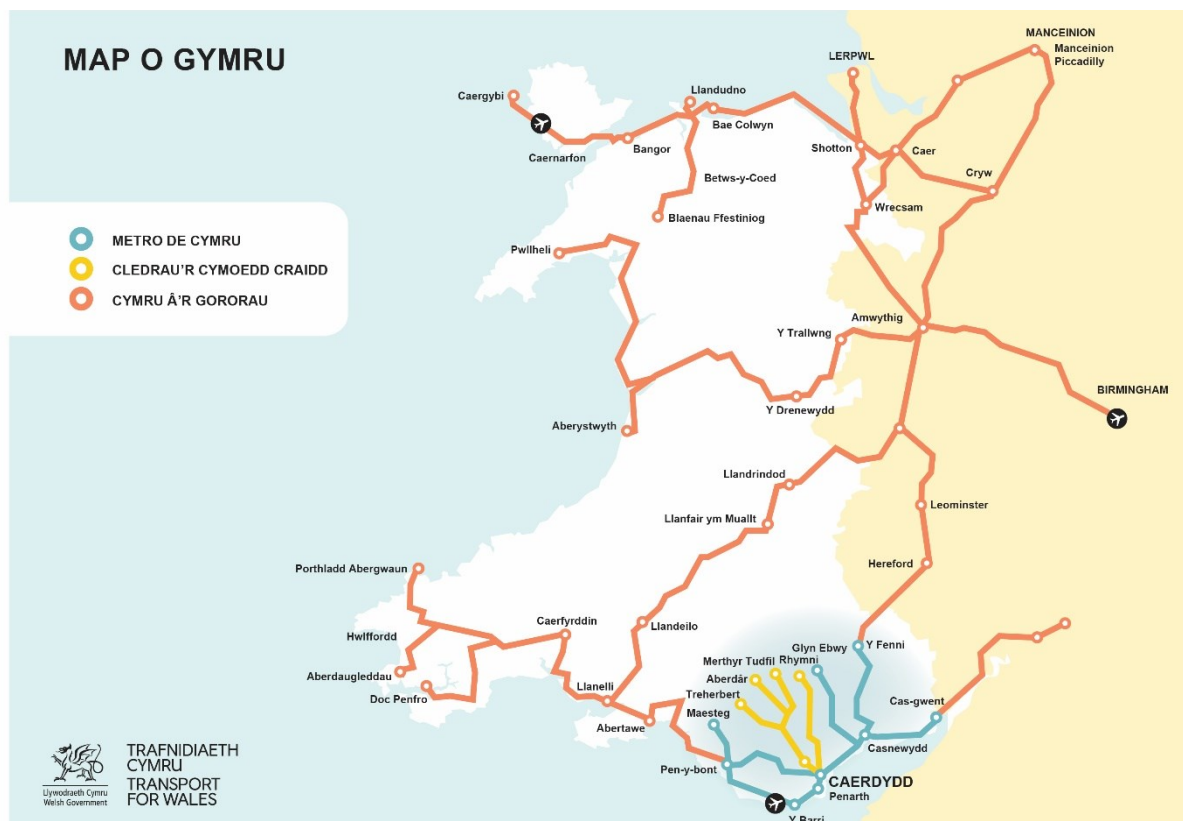 MAP O GYMRU
METRO DE CYMRU
CLEDRAU'R CYMOEDD CRAIDD
CYMRU Â'R GORORAU
MANCEINION
Manceinion
Piccadilly
LERPWL
Caergybi
Llandudno
Bae Colwyn
Caernarfon
Bangor
Shotton
Caer
Cryw
Betws-y-Coed
Wrecsam
Blaenau Ffestiniog
Pwllheli
Amwythig
Y Trallwng
BIRMINGHAM
Y Drenewydd
Aberystwyth
Llandrindod
Leominster
Llanfair ym Muallt
Hereford
Porthladd Abergwaun
Caerfyrddin
Llandeilo
Hwlffordd
Glyn Ebwy
Y Fenni
Merthyr Tudfil
Rhymni
Aberdaugleddau
Aberdâr
Doc Penfro
Llanelli
Treherbert
Cas-gwent
Maesteg
Abertawe
Casnewydd
Pen-y-bont
CAERDYDD
Penarth
Y Barri
Llywodraeth Cymru
Welsh Government
TRAFNIDIAETH
CYMRU
TRANSPORT
FOR WALES